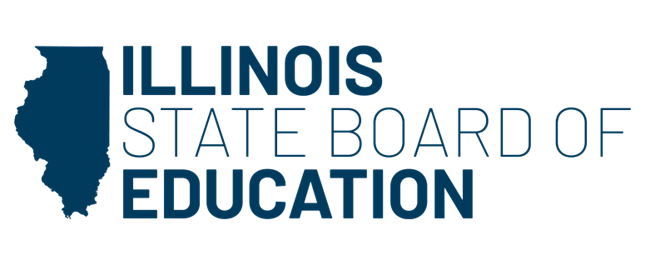 ILLINOIS
STATE BOARD OF
EDUCATION